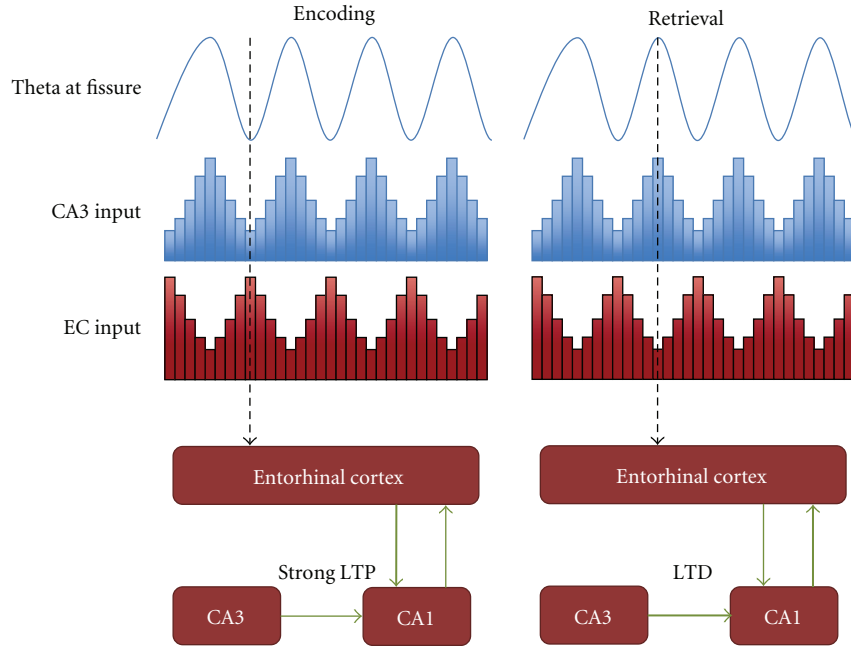 Encoding
Retrieval
Theta at fissure
CA3 input
EC input
Entorhinal cortex
Entorhinal cortex
Strong LTP
LTD
CA3
CA1
CA3
CA1